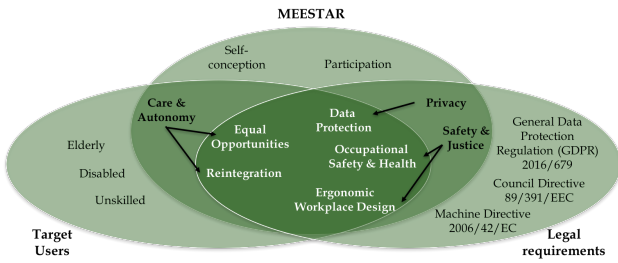 MEESTAR
Self-
conception
Participation
Care &
Autonomy
Data
Protection
Privacy
Equal
Opportunities
Safety &
Justice
General Data
Protection
Regulation (GDPR)
2016/679
Elderly
Occupational
Safety & Health
Disabled
Reintegration
Council Directive
89/391/EEC
Unskilled
Ergonomic
Workplace Design
Machine Directive
2006/42/EC
Target
Users
Legal
requirements